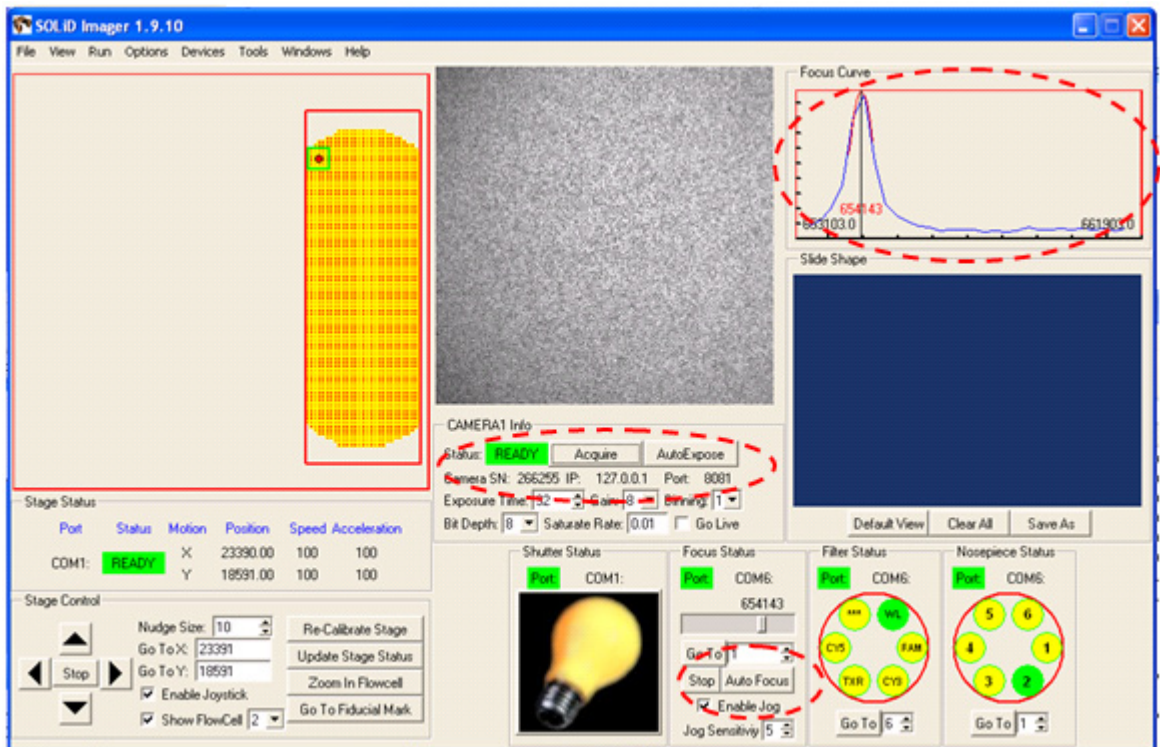 SOLiD Imager 1.9.10
File View Run Options Devices Tools Windows Help
Focus Curve
654143
653103.0 661903.0
Slide Shape
Default View Clear All Save As
CAMERA1 Info
Status: READY Acquire AutoExpose
Camera SN: 266255 IP: 127.0.0.1 Port: 8081
Exposure Time: 92 Gain: 8 Binning: 1
Bit Depth: 8 Saturate Rate: 0.01 Go Live
Stage Status
Port Status Motion Position Speed Acceleration
COM1: READY X 23390.00 100 100
Y 18591.00 100 100
Stage Control
Nudge Size: 10
Go To X: 23391
Go To Y: 18591
Enable Joystick
Show FlowCell 2
Stop
Re-Calibrate Stage
Update Stage Status
Zoom In Flowcell
Go To Fiducial Mark
Shutter Status
Port: COM1:
Focus Status
Port: COM6:
654143
Go To 1
Stop Auto Focus
Enable Jog
Jog Sensitiviy 5
Filter Status
Port: COM6:
WL
CY5 FAM
TXR CY3
Go To 6
Nosepiece Status
Port: COM6:
5 6
4 1
3 2
Go To 1